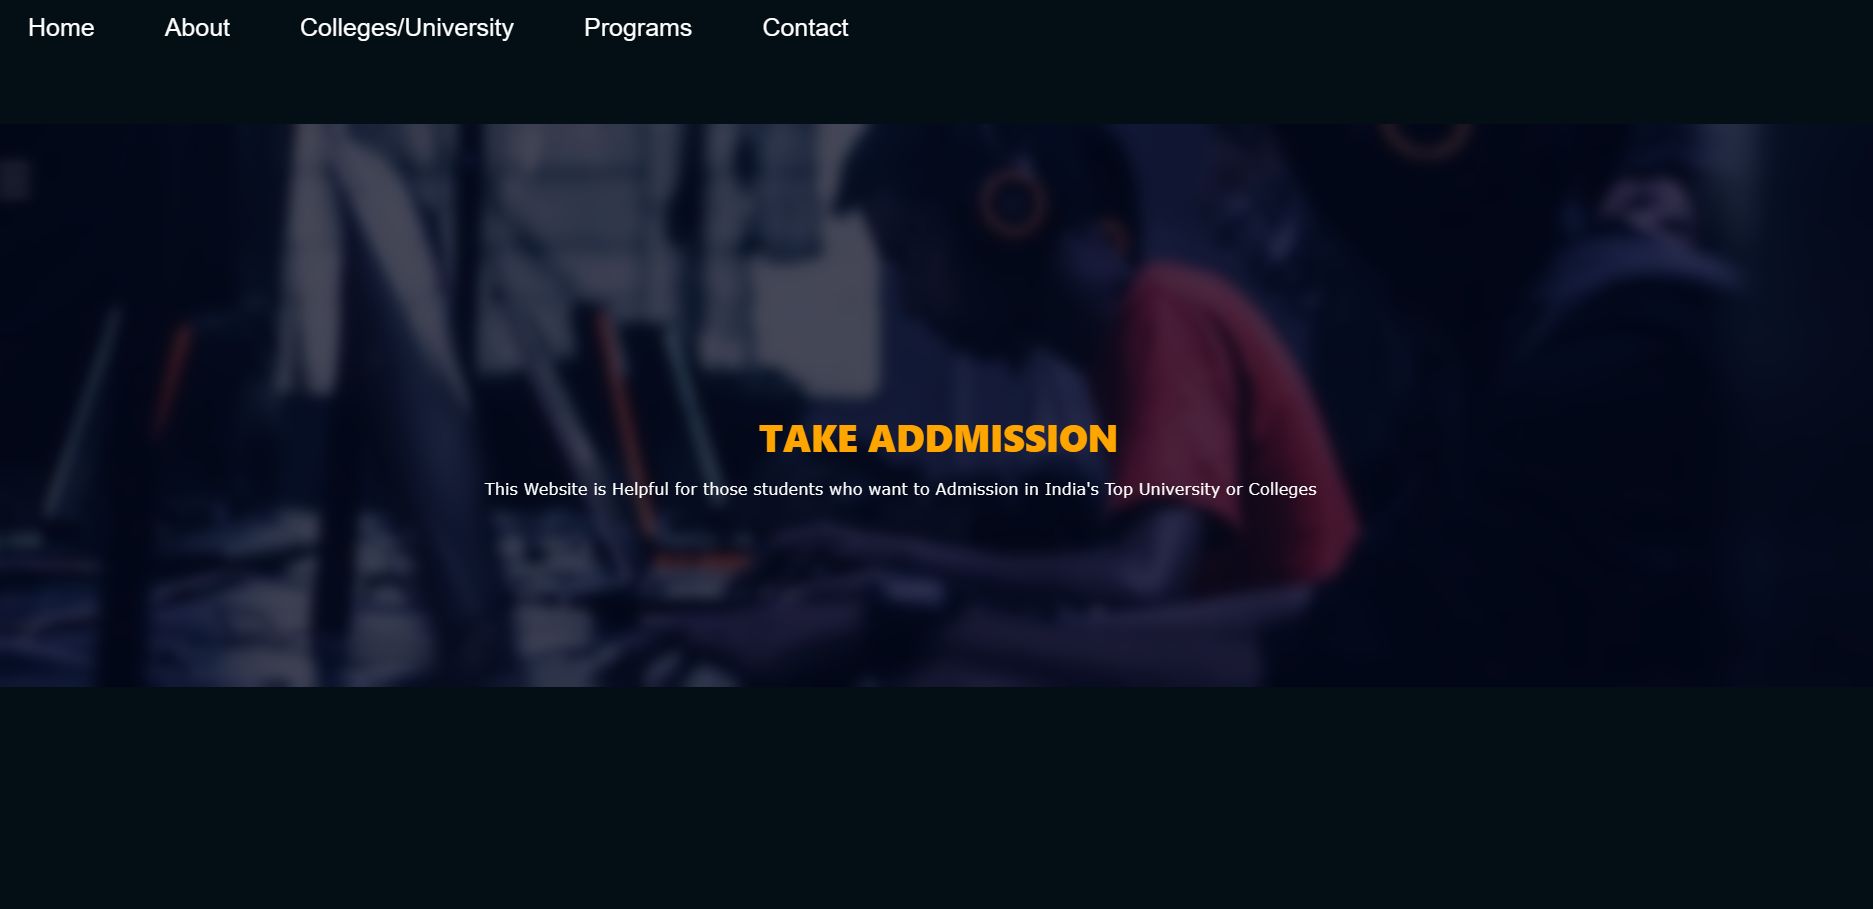 Home About Colleges/University Programs Contact
TAKE ADDMISSION
This Website is Helpful for those students who want to Admission in India's Top University or Colleges